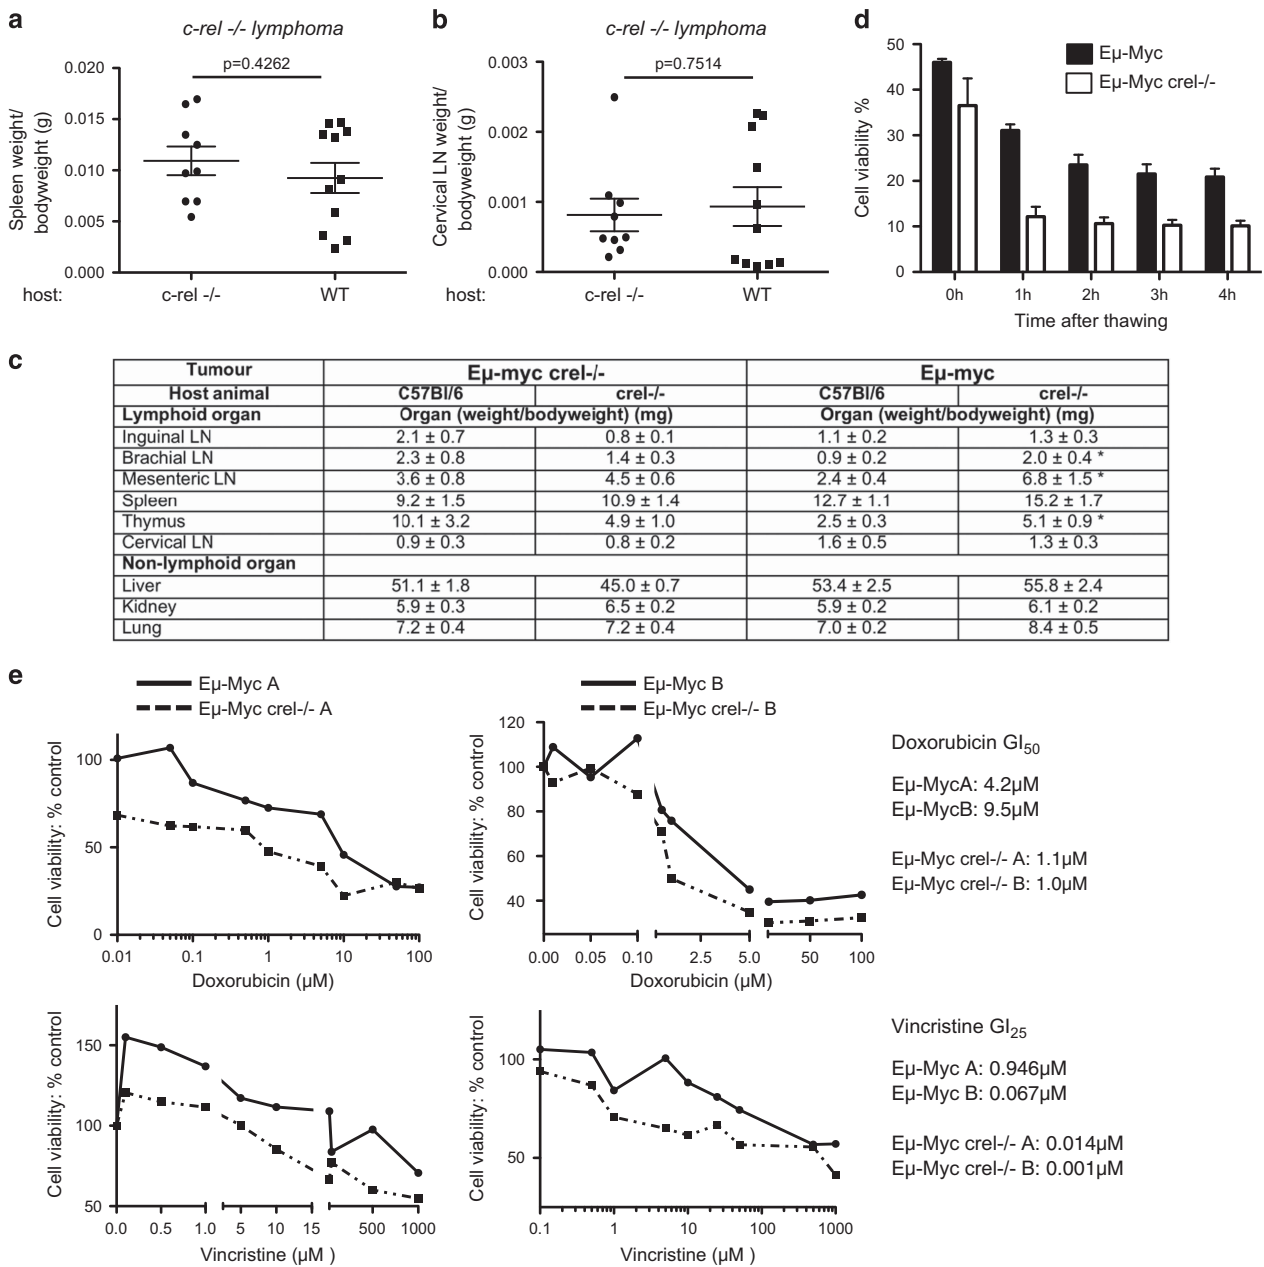 a
c-rel -/- lymphoma
p=0.4262
Spleen weight/
bodyweight (g)
0.020
0.015
0.010
0.005
0.000
host:
c-rel -/-
WT
b
c-rel -/- lymphoma
p=0.7514
Cervical LN weight/
bodyweight (g)
0.003
0.002
0.001
0.000
host:
c-rel -/-
WT
d
Eµ-Myc
Eµ-Myc crel-/-
Cell viability %
50
40
30
20
10
0
0h 1h 2h 3h 4h
Time after thawing
c
Tumour Eµ-myc crel-/- Eµ-myc
Host animal C57Bl/6 crel-/- C57Bl/6 crel-/-
Lymphoid organ Organ (weight/bodyweight) (mg) Organ (weight/bodyweight) (mg)
Inguinal LN 2.1 ± 0.7 0.8 ± 0.1 1.1 ± 0.2 1.3 ± 0.3
Brachial LN 2.3 ± 0.8 1.4 ± 0.3 0.9 ± 0.2 2.0 ± 0.4 *
Mesenteric LN 3.6 ± 0.8 4.5 ± 0.6 2.4 ± 0.4 6.8 ± 1.5 *
Spleen 9.2 ± 1.5 10.9 ± 1.4 12.7 ± 1.1 15.2 ± 1.7
Thymus 10.1 ± 3.2 4.9 ± 1.0 2.5 ± 0.3 5.1 ± 0.9 *
Cervical LN 0.9 ± 0.3 0.8 ± 0.2 1.6 ± 0.5 1.3 ± 0.3
Non-lymphoid organ
Liver 51.1 ± 1.8 45.0 ± 0.7 53.4 ± 2.5 55.8 ± 2.4
Kidney 5.9 ± 0.3 6.5 ± 0.2 5.9 ± 0.2 6.1 ± 0.2
Lung 7.2 ± 0.4 7.2 ± 0.4 7.0 ± 0.2 8.4 ± 0.5
e
Eµ-Myc A
Eµ-Myc crel-/- A
Cell viability: % control
100
50
0
0.01 0.1 1 10 100
Doxorubicin (µM)
Eµ-Myc B
Eµ-Myc crel-/- B
Cell viability: % control
120
100
80
60
40
0.00 0.05 0.10 2.5 5.0 50 100
Doxorubicin (µM)
Doxorubicin GI50
Eµ-MycA: 4.2µM
Eµ-MycB: 9.5µM
Eµ-Myc crel-/- A: 1.1µM
Eµ-Myc crel-/- B: 1.0µM
Cell viability: % control
150
100
50
0.0 0.5 1.0 5 10 15 500 1000
Vincristine (µM )
Cell viability: % control
100
50
0.1 1 10 100 1000
Vincristine (µM )
Vincristine GI25
Eµ-Myc A: 0.946µM
Eµ-Myc B: 0.067µM
Eµ-Myc crel-/- A: 0.014µM
Eµ-Myc crel-/- B: 0.001µM